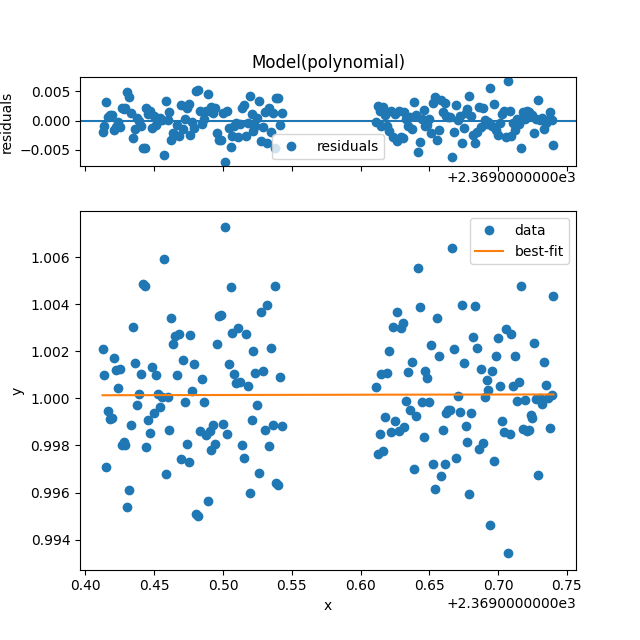 Model(polynomial)
residuals
0.005
0.000
−0.005
residuals
+2.3690000000e3
y
1.006
1.004
1.002
1.000
0.998
0.996
0.994
data
best-fit
0.40 0.45 0.50 0.55 0.60 0.65 0.70 0.75
x
+2.3690000000e3